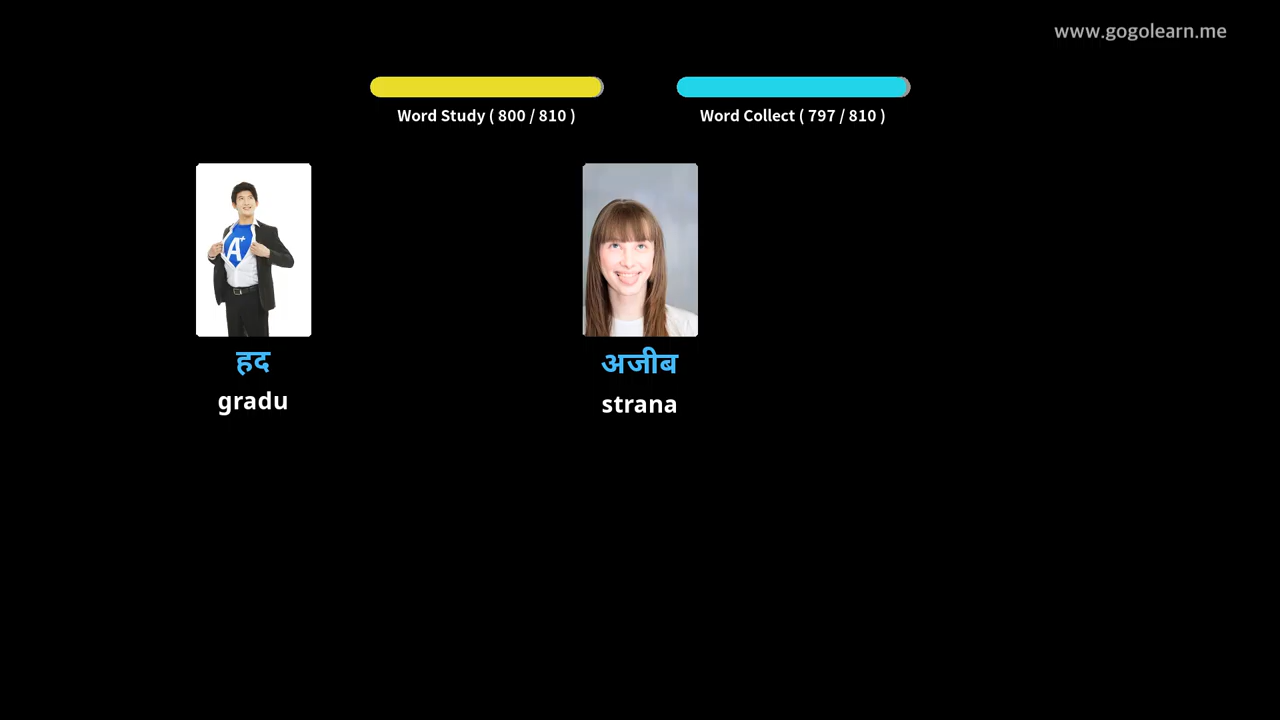 www.gogolearn.me
Word Study ( 800 / 810 )
Word Collect ( 797 / 810 )
A+
हद
gradu
अजीब
strana